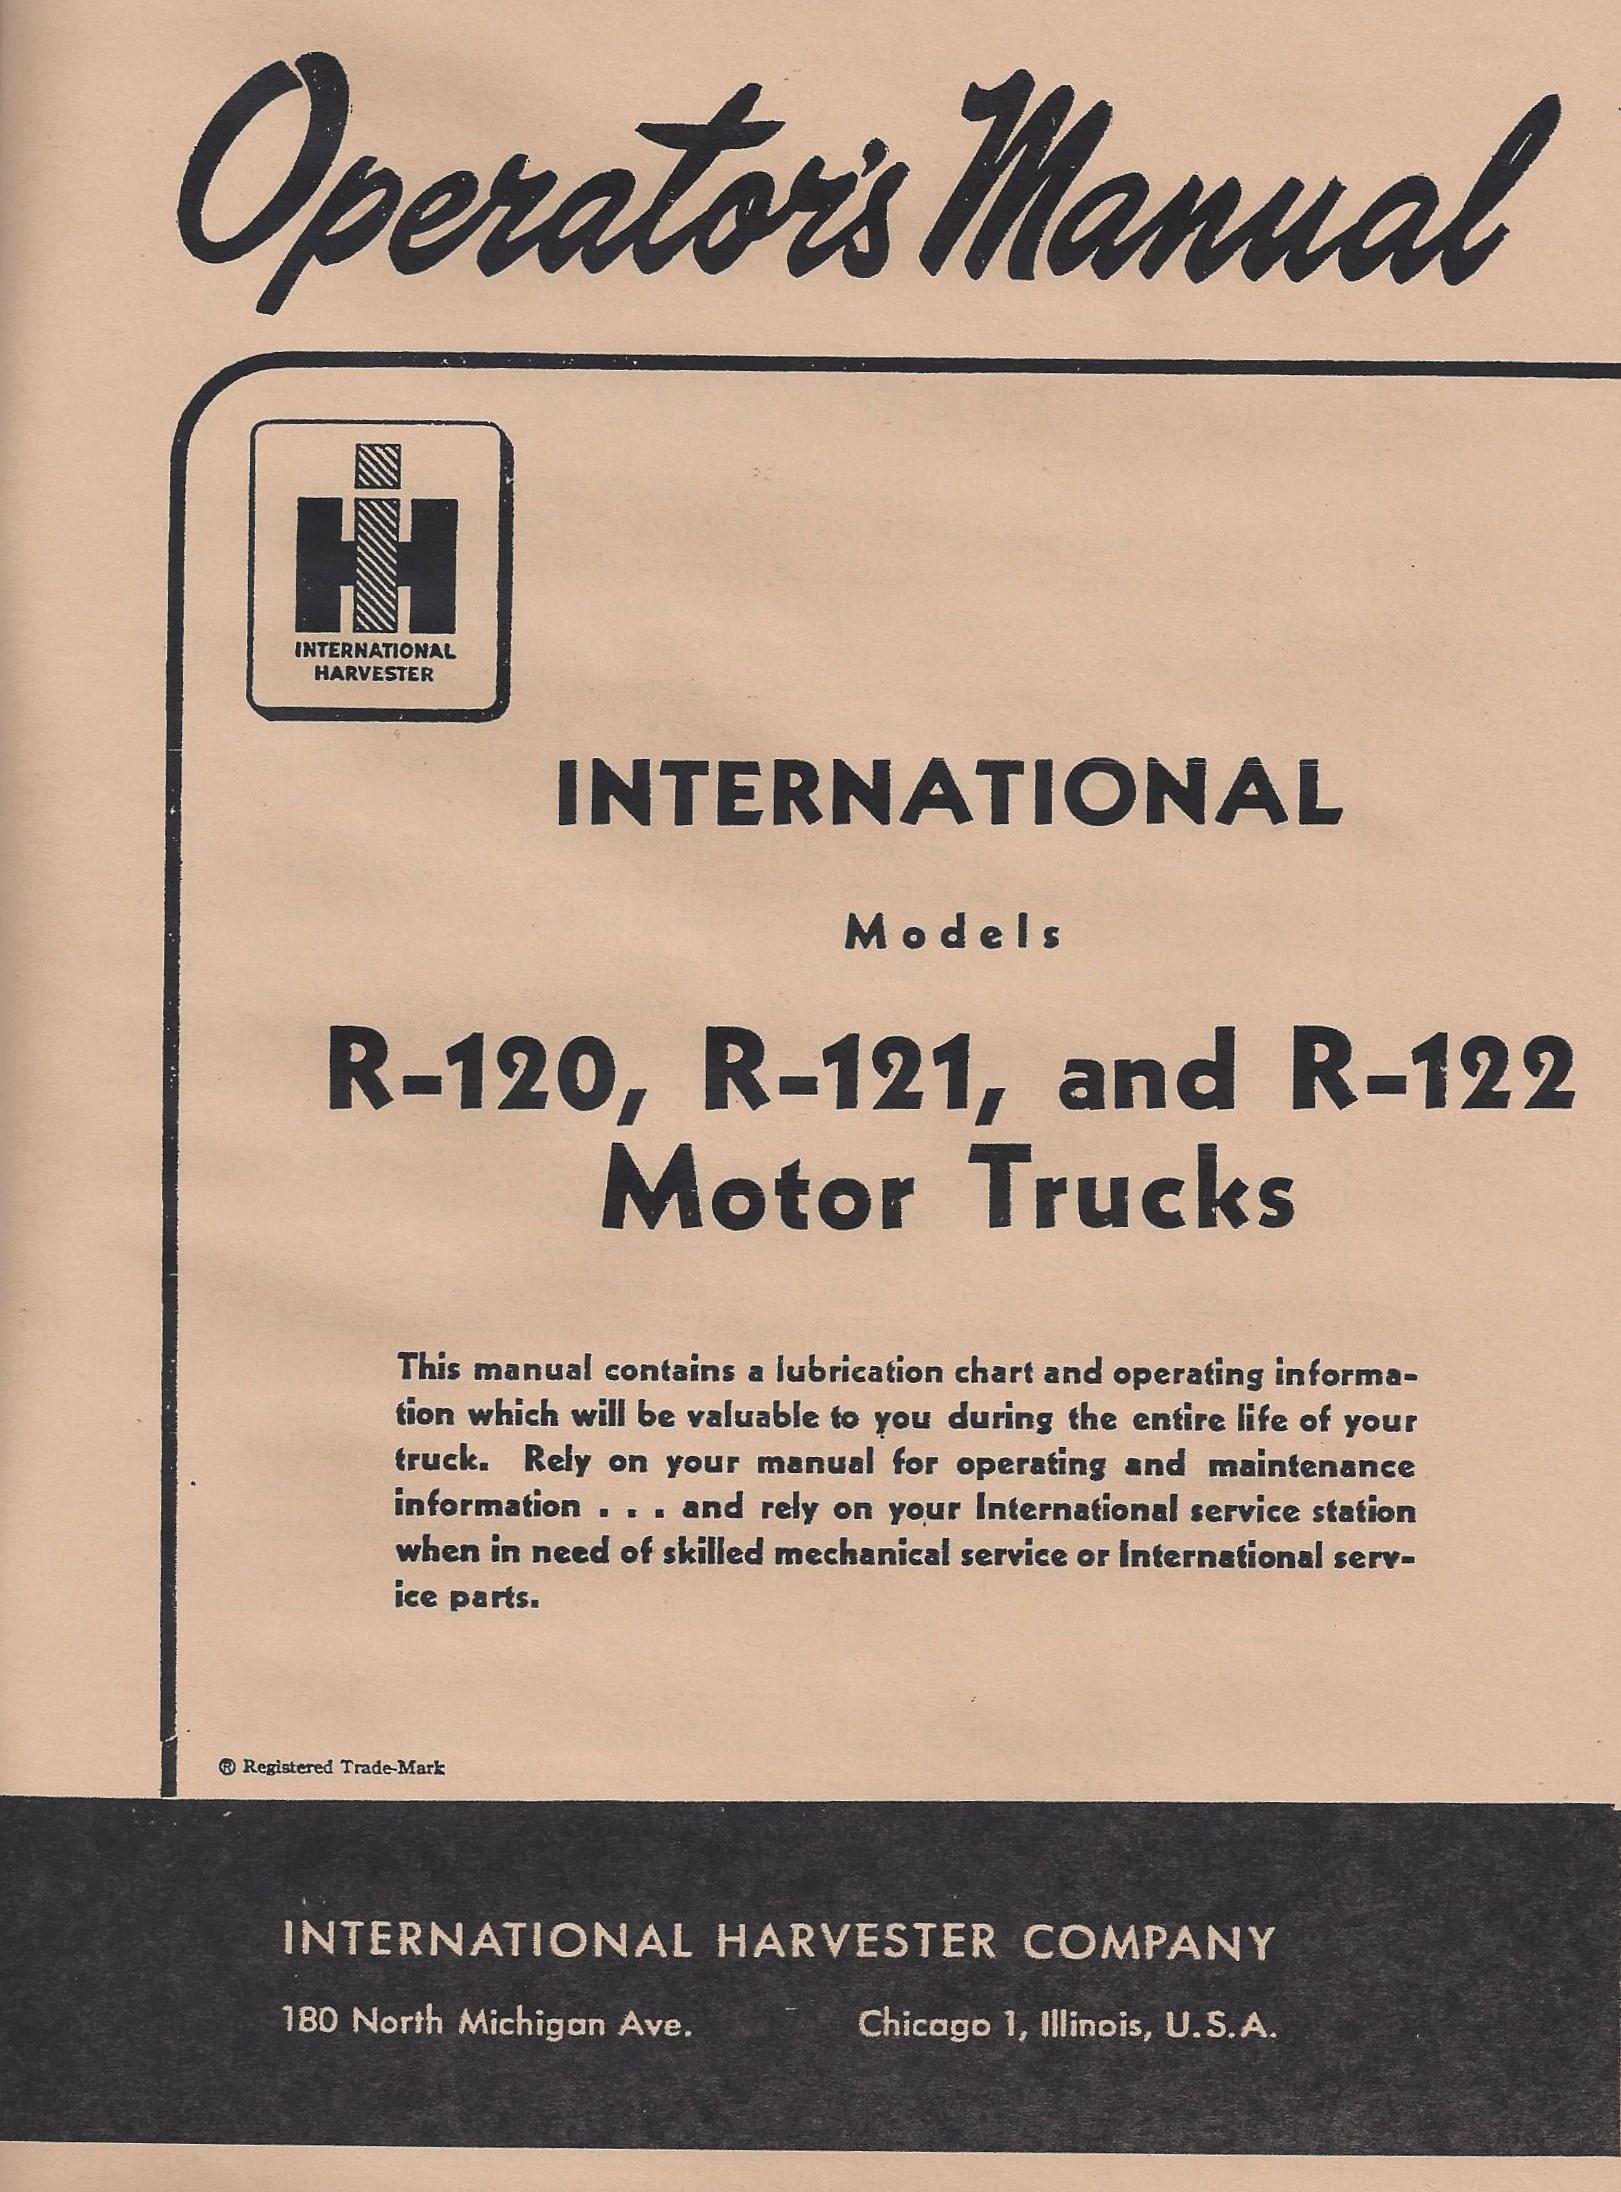 Operator's Manual
IH
INTERNATIONAL
HARVESTER
INTERNATIONAL
Models
R-120, R-121, and R-122
Motor Trucks
This manual contains a lubrication chart and operating informa-
tion which will be valuable to you during the entire life of your
truck. Rely on your manual for operating and maintenance
information . . . and rely on your International service station
when in need of skilled mechanical service or International serv-
ice parts.
® Registered Trade-Mark
INTERNATIONAL HARVESTER COMPANY
180 North Michigan Ave. Chicago 1, Illinois, U.S.A.